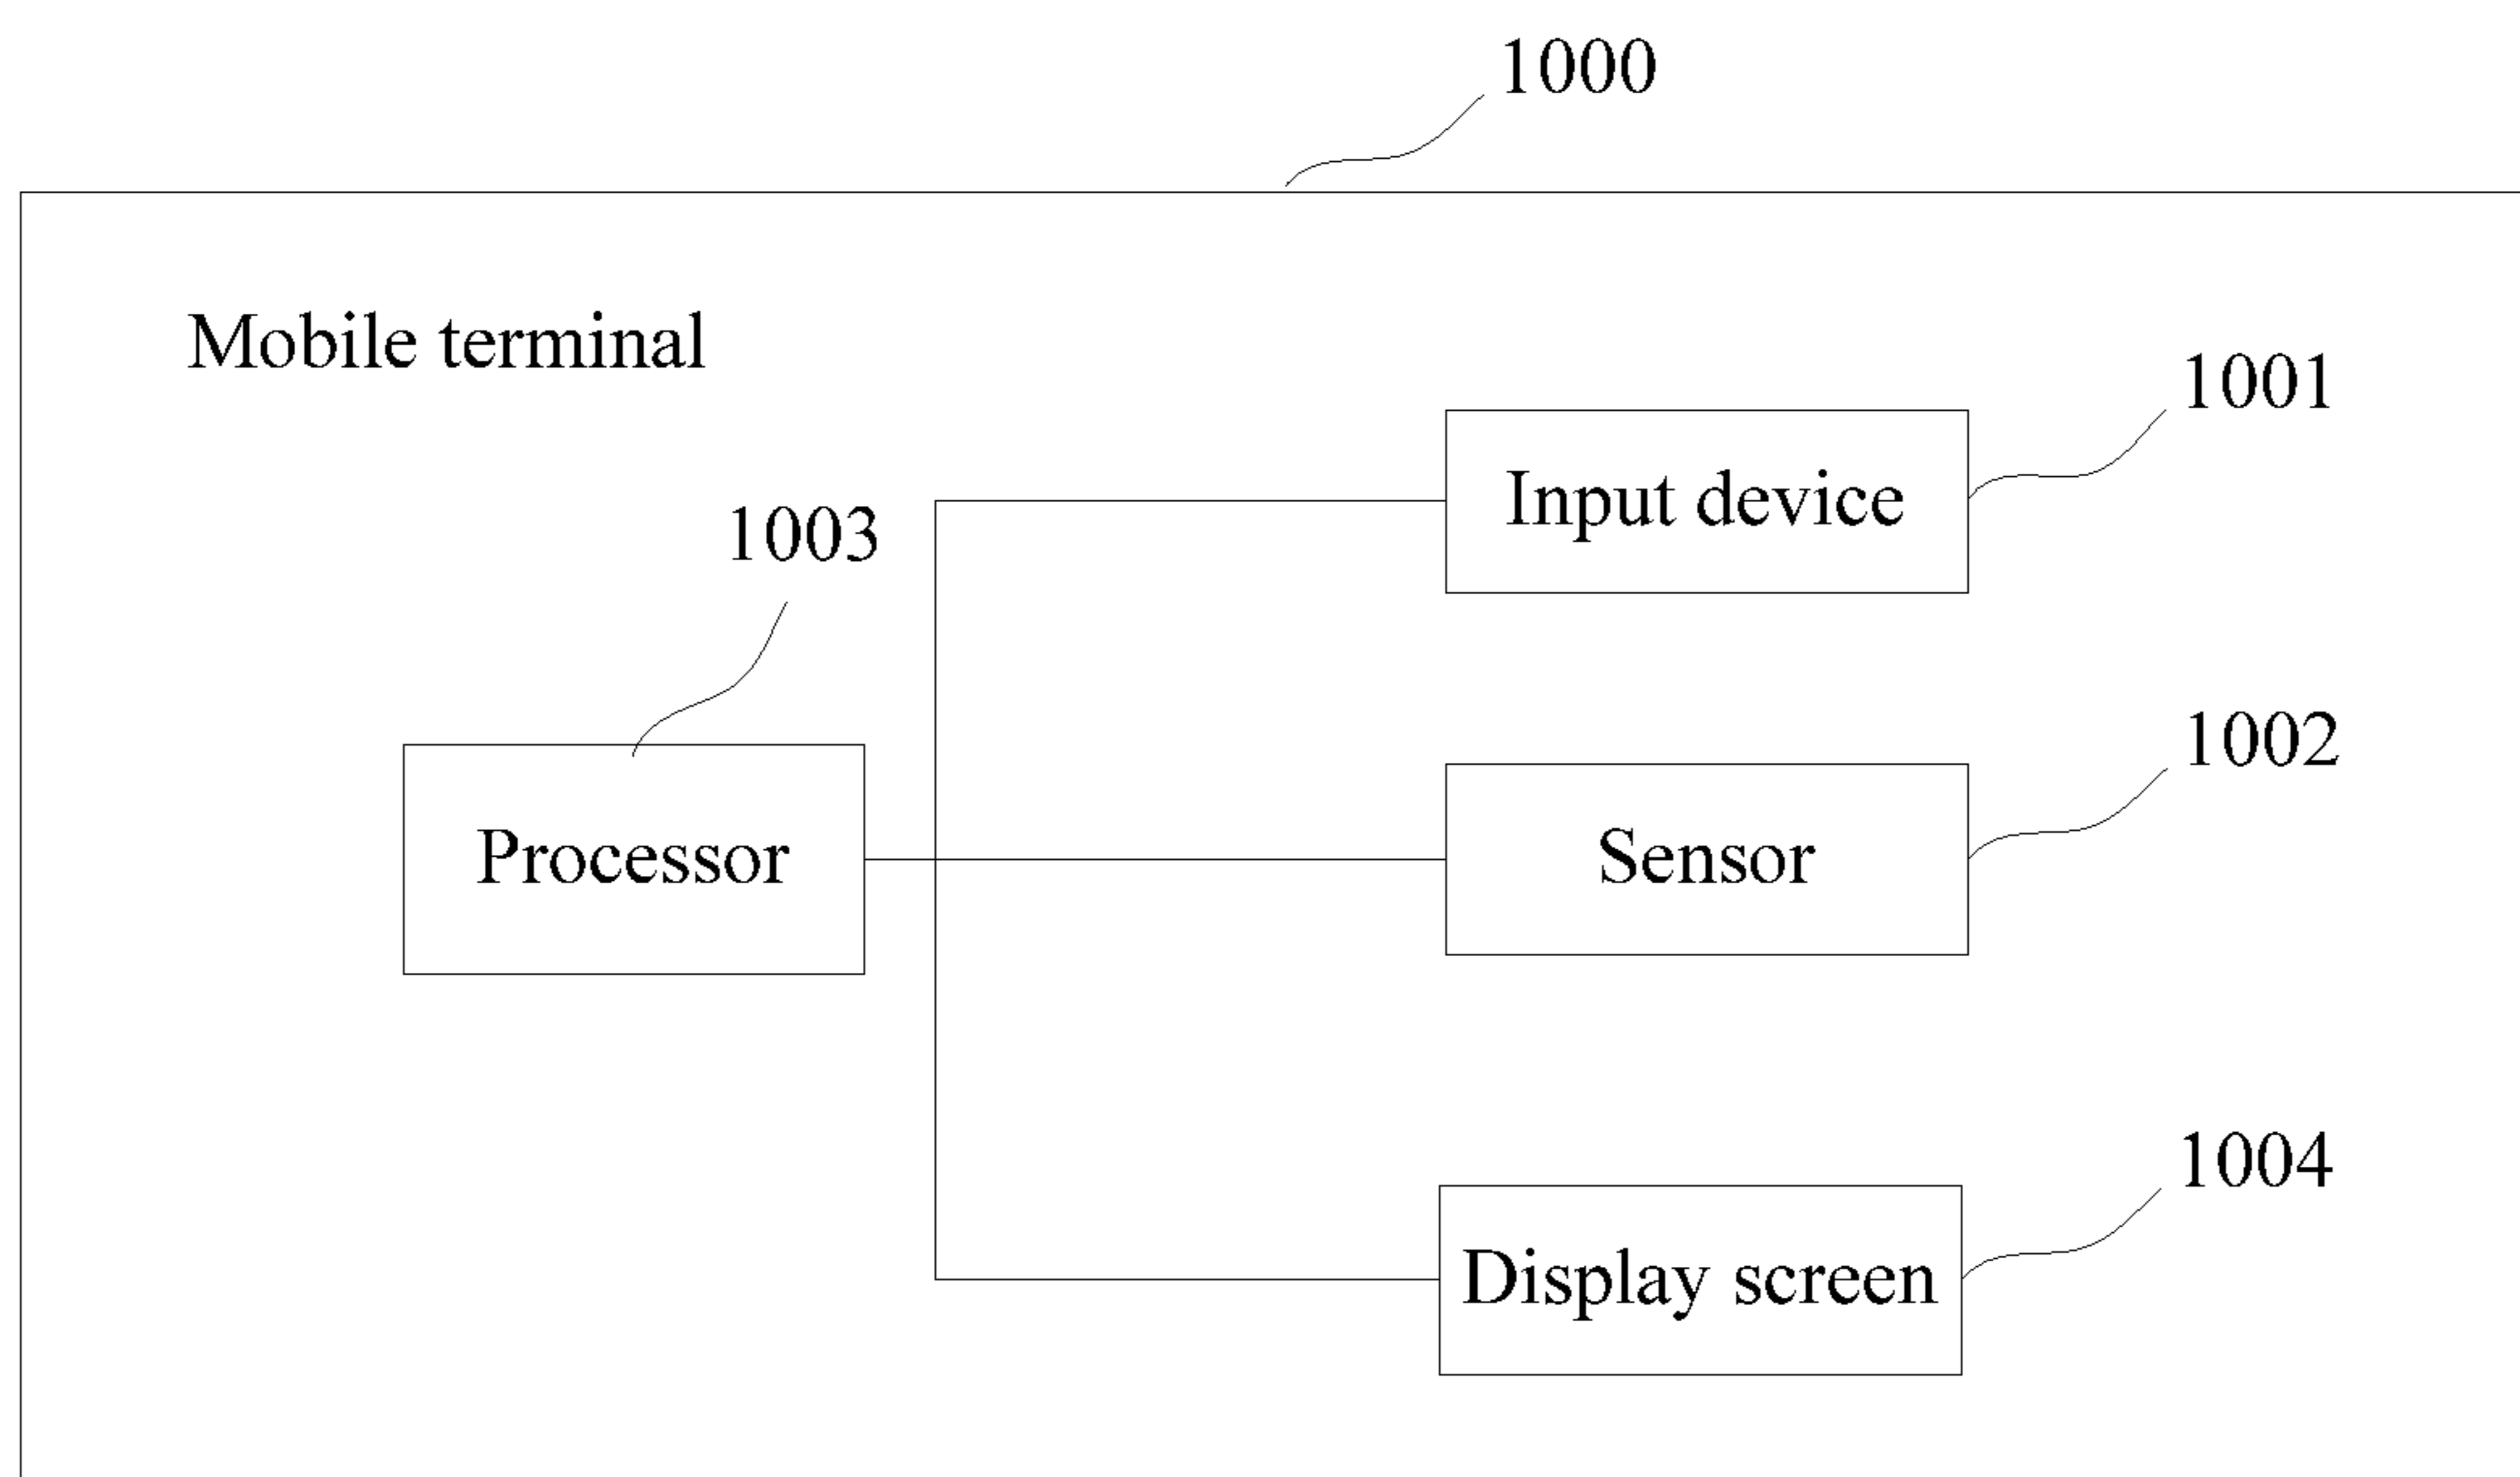 1000
Mobile terminal
1001
Input device
1003
1002
Processor
Sensor
1004
Display screen